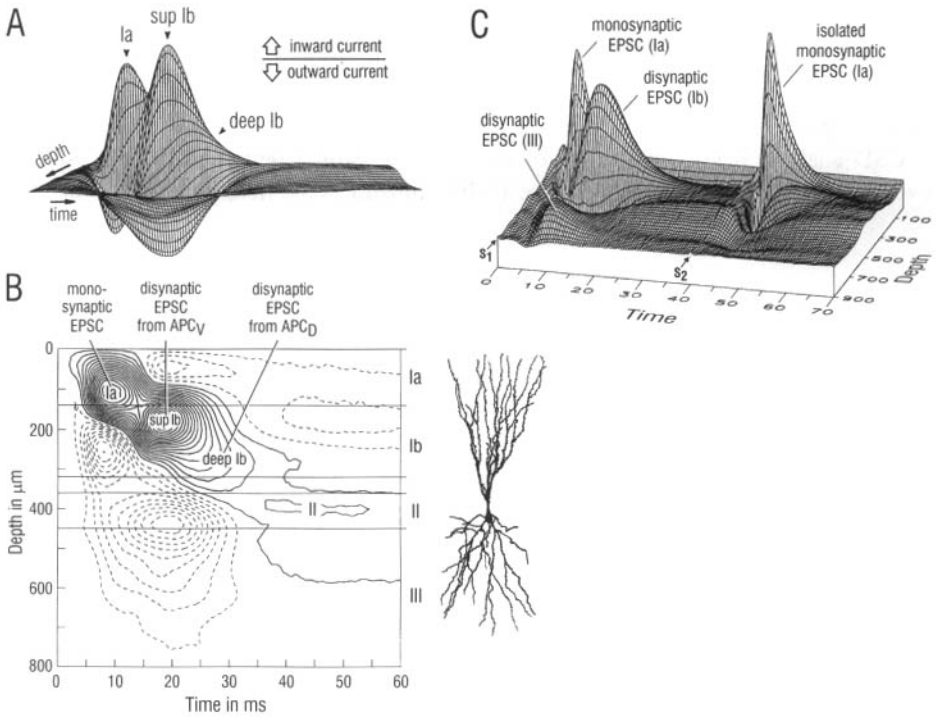 A
Ia
sup Ib
inward current
outward current
deep Ib
depth
time
C
monosynaptic
EPSC (Ia)
disynaptic
EPSC (Ib)
isolated
monosynaptic
EPSC (Ia)
disynaptic
EPSC (III)
S1
S2
0
10
20
30
40
50
60
70
Time
100
300
500
700
900
Depth
B
mono-
synaptic
EPSC
disynaptic
EPSC
from APCV
disynaptic
EPSC
from APCD
0
200
400
600
800
Depth in µm
Ia
sup Ib
deep Ib
II
Ia
Ib
II
III
0
10
20
30
40
50
60
Time in ms